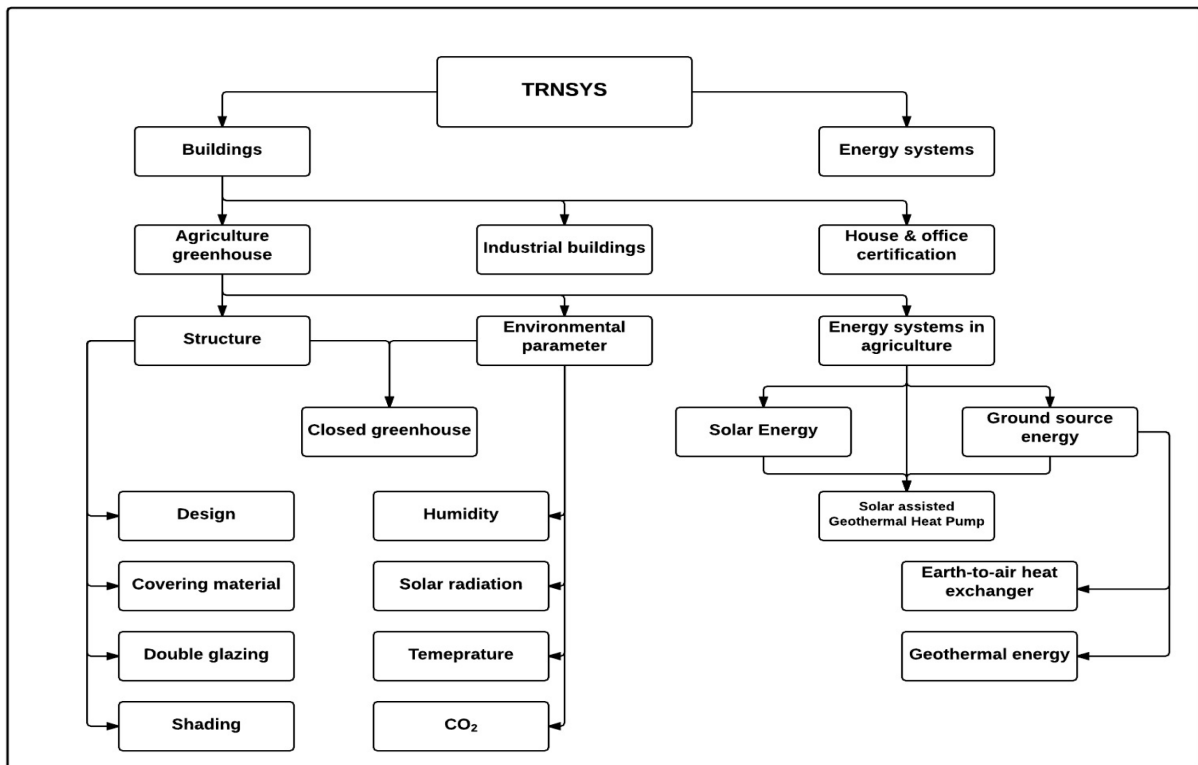 TRNSYS
Buildings
Energy systems
Agriculture
greenhouse
Industrial buildings
House & office
certification
Structure
Environmental
parameter
Energy systems in
agriculture
Closed greenhouse
Solar Energy
Ground source
energy
Design
Humidity
Solar assisted
Geothermal Heat Pump
Covering material
Solar radiation
Earth-to-air heat
exchanger
Double glazing
Temeprature
Geothermal energy
Shading
CO₂